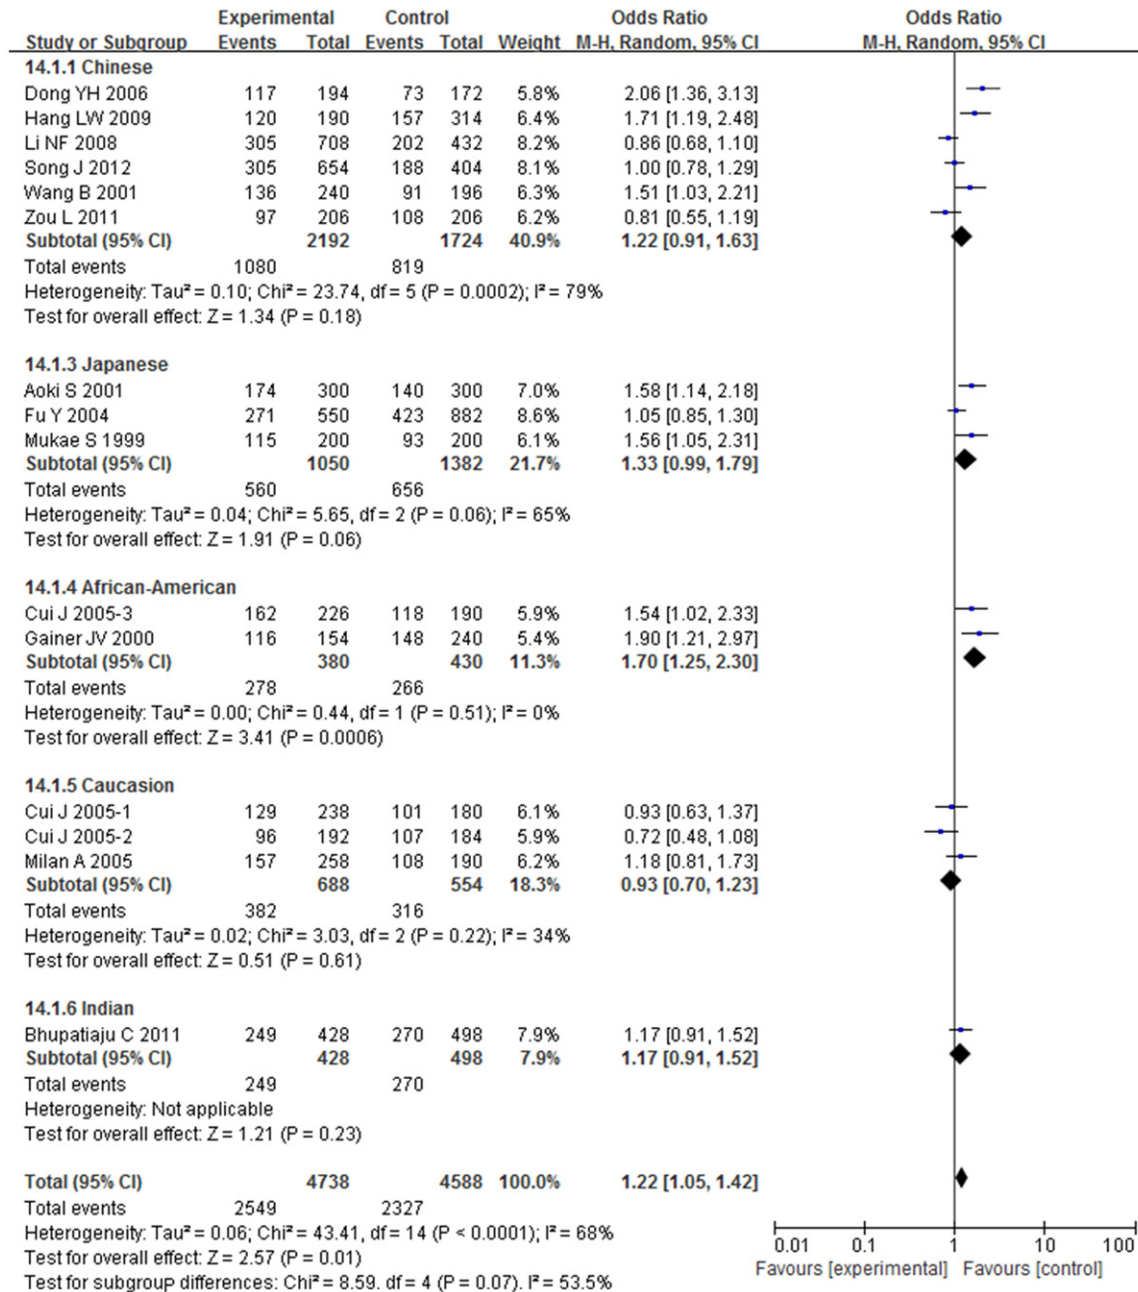 Experimental Control Odds Ratio Odds Ratio
Study or Subgroup Events Total Events Total Weight M-H, Random, 95% CI M-H, Random, 95% CI
14.1.1 Chinese
Dong YH 2006 117 194 73 172 5.8% 2.06 [1.36, 3.13]
Hang LW 2009 120 190 157 314 6.4% 1.71 [1.19, 2.48]
Li NF 2008 305 708 202 432 8.2% 0.86 [0.68, 1.10]
Song J 2012 305 654 188 404 8.1% 1.00 [0.78, 1.29]
Wang B 2001 136 240 91 196 6.3% 1.51 [1.03, 2.21]
Zou L 2011 97 206 108 206 6.2% 0.81 [0.55, 1.19]
Subtotal (95% CI) 2192 1724 40.9% 1.22 [0.91, 1.63]
Total events 1080 819
Heterogeneity: Tau² = 0.10; Chi² = 23.74, df = 5 (P = 0.0002); I² = 79%
Test for overall effect: Z = 1.34 (P = 0.18)
14.1.3 Japanese
Aoki S 2001 174 300 140 300 7.0% 1.58 [1.14, 2.18]
Fu Y 2004 271 550 423 882 8.6% 1.05 [0.85, 1.30]
Mukae S 1999 115 200 93 200 6.1% 1.56 [1.05, 2.31]
Subtotal (95% CI) 1050 1382 21.7% 1.33 [0.99, 1.79]
Total events 560 656
Heterogeneity: Tau² = 0.04; Chi² = 5.65, df = 2 (P = 0.06); I² = 65%
Test for overall effect: Z = 1.91 (P = 0.06)
14.1.4 African-American
Cui J 2005-3 162 226 118 190 5.9% 1.54 [1.02, 2.33]
Gainer JV 2000 116 154 148 240 5.4% 1.90 [1.21, 2.97]
Subtotal (95% CI) 380 430 11.3% 1.70 [1.25, 2.30]
Total events 278 266
Heterogeneity: Tau² = 0.00; Chi² = 0.44, df = 1 (P = 0.51); I² = 0%
Test for overall effect: Z = 3.41 (P = 0.0006)
14.1.5 Caucasion
Cui J 2005-1 129 238 101 180 6.1% 0.93 [0.63, 1.37]
Cui J 2005-2 96 192 107 184 5.9% 0.72 [0.48, 1.08]
Milan A 2005 157 258 108 190 6.2% 1.18 [0.81, 1.73]
Subtotal (95% CI) 688 554 18.3% 0.93 [0.70, 1.23]
Total events 382 316
Heterogeneity: Tau² = 0.02; Chi² = 3.03, df = 2 (P = 0.22); I² = 34%
Test for overall effect: Z = 0.51 (P = 0.61)
14.1.6 Indian
Bhupatiaju C 2011 249 428 270 498 7.9% 1.17 [0.91, 1.52]
Subtotal (95% CI) 428 498 7.9% 1.17 [0.91, 1.52]
Total events 249 270
Heterogeneity: Not applicable
Test for overall effect: Z = 1.21 (P = 0.23)
Total (95% CI) 4738 4588 100.0% 1.22 [1.05, 1.42]
Total events 2549 2327
Heterogeneity: Tau² = 0.06; Chi² = 43.41, df = 14 (P < 0.0001); I² = 68%
Test for overall effect: Z = 2.57 (P = 0.01)
Test for subgroup differences: Chi² = 8.59. df = 4 (P = 0.07). I² = 53.5%
0.01 0.1 1 10 100
Favours [experimental] Favours [control]